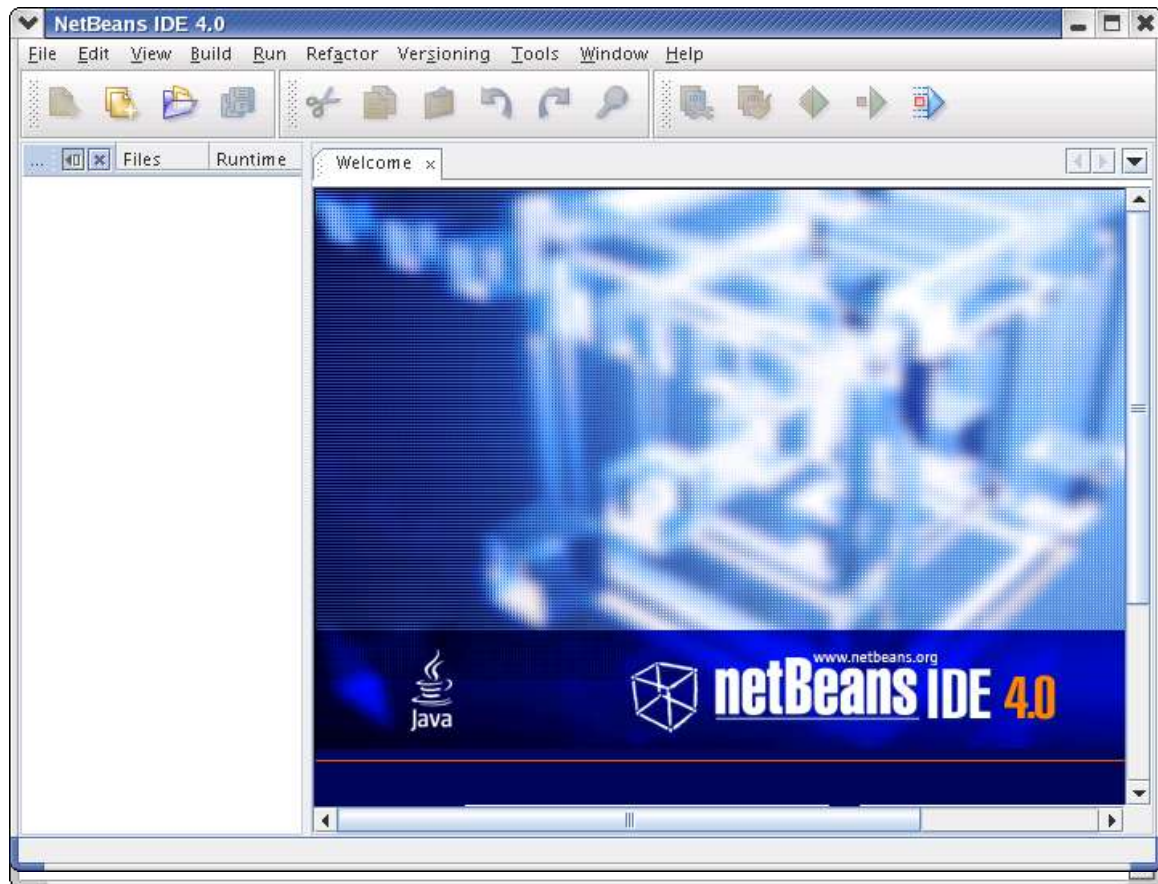 NetBeans IDE 4.0
File Edit View Build Run Refactor Versioning Tools Window Help
... Files Runtime
Welcome
www.netbeans.org
netBeans IDE 4.0
Java